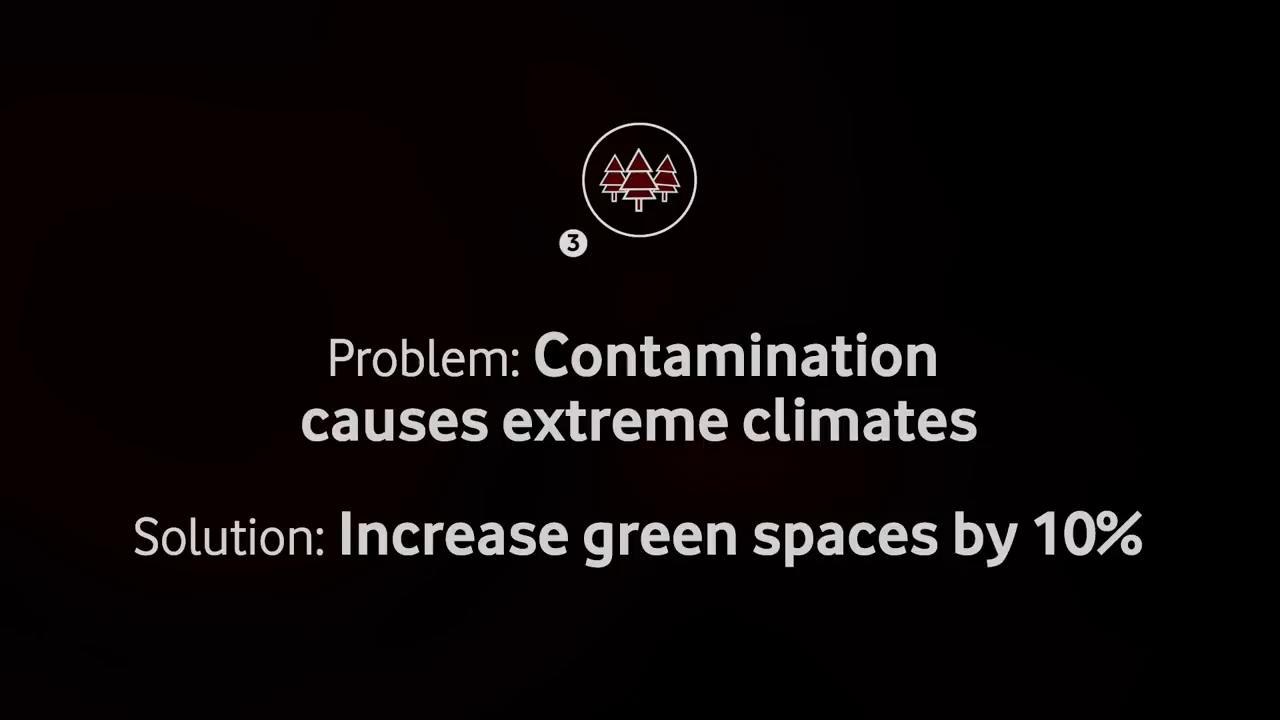 3
Problem: Contamination
causes extreme climates
Solution: Increase green spaces by 10%